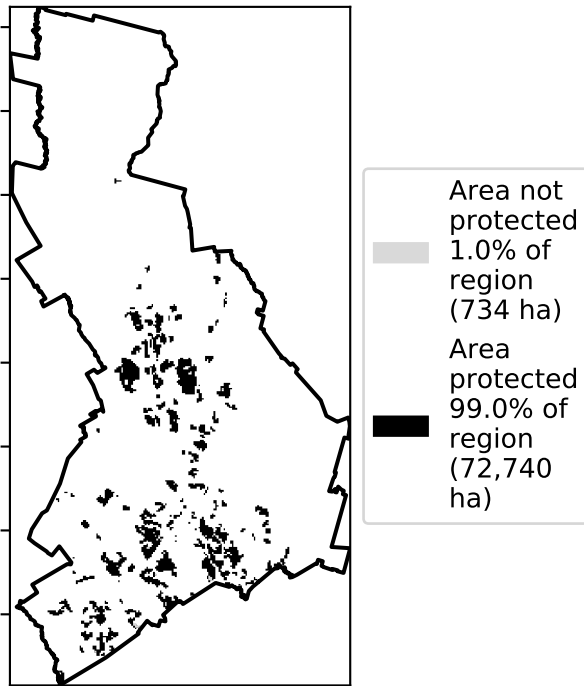 Area not
protected
1.0% of
region
(734 ha)
Area
protected
99.0% of
region
(72,740
ha)